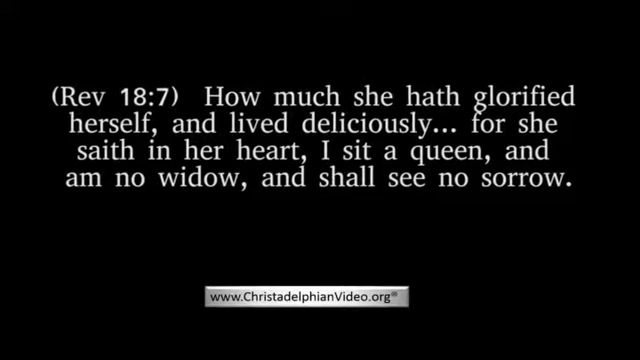 (Rev 18:7) How much she hath glorified
herself, and lived deliciously... for she
saith in her heart, I sit a queen, and
am no widow, and shall see no sorrow.
www.ChristadelphianVideo.org®